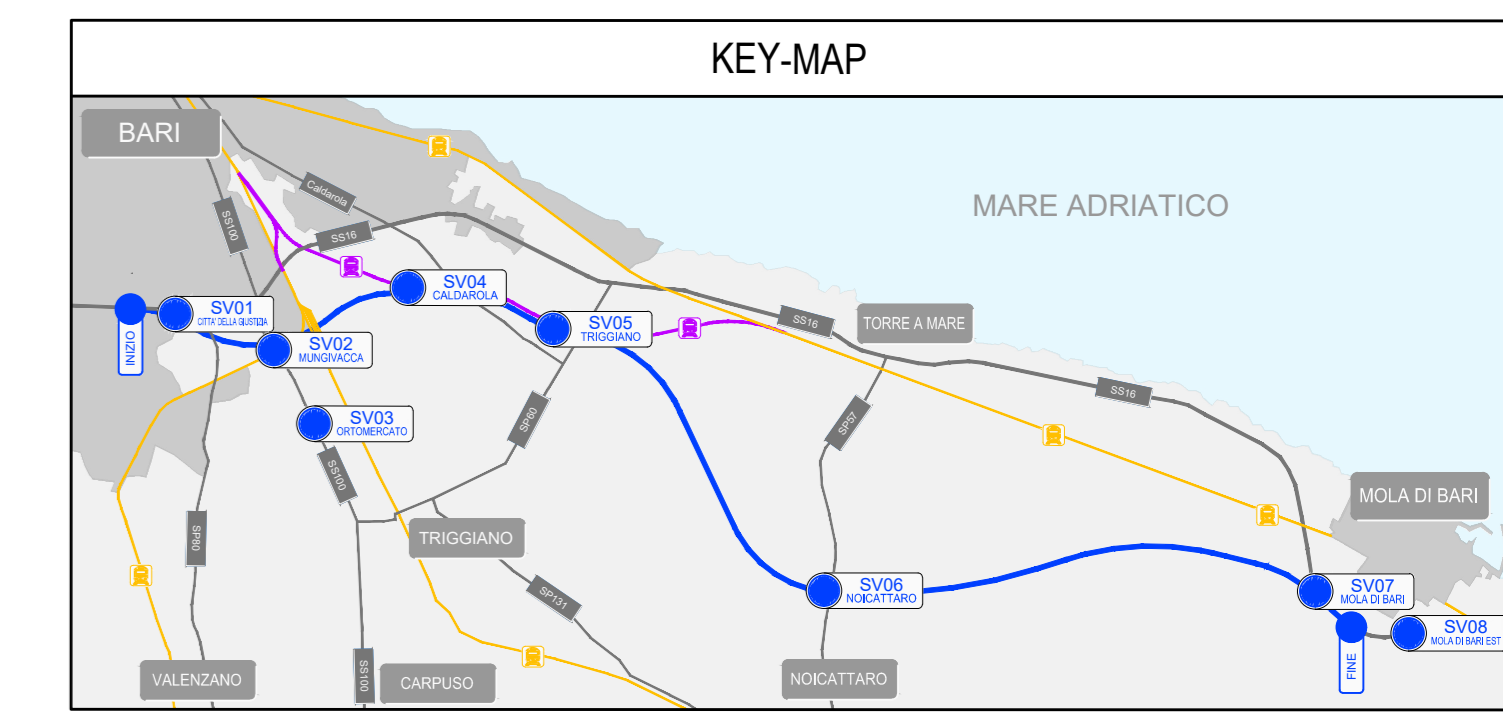 KEY-MAP
BARI
Caldarola
SS100
SS16
MARE ADRIATICO
SV01
CITTA' DELLA GIUSTIZIA
INIZIO
SV02
MUNGIVACCA
SV03
ORTOMERCATO
SV04
CALDAROLA
SV05
TRIGGIANO
SS16
TORRE A MARE
SS16
SP60
SP57
SS100
SP80
TRIGGIANO
SP131
SV06
NOICATTARO
MOLA DI BARI
SV07
MOLA DI BARI
SV08
MOLA DI BARI EST
FINE
VALENZANO
SS100
CARPUSO
NOICATTARO